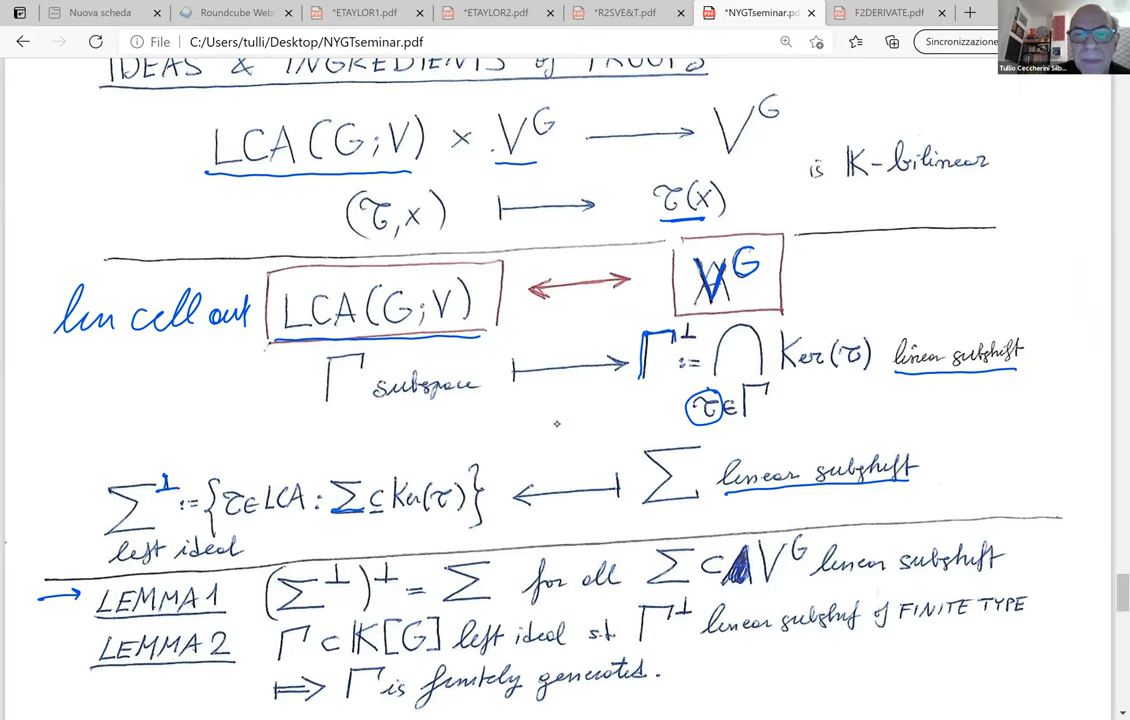 Nuova scheda
Roundcube Web
*ETAYLOR1.pdf
*ETAYLOR2.pdf
*R2SVE&T.pdf
*NYGTseminar.pd
F2DERIVATE.pdf
File C:/Users/tulli/Desktop/NYGTseminar.pdf
Sincronizzazione
Tullio Ceccherini Silb...
IDEAS & INGREDIENTS of PROOFS
LCA(G;V) × V^G ⟶ V^G
is K-bilinear
(τ,x) ⟼ τ(x)
lin cell aut LCA(G;V) ⟷ V^G
Γ subspace ⟼ Γ^⊥ := ⋂ Ker(τ) linear subshift
τ∈Γ
Σ^⊥ := {τ∈LCA : Σ ⊆ Ker(τ)} ⟻ Σ linear subshift
left ideal
→ LEMMA 1 (Σ^⊥)^⊥ = Σ for all Σ ⊂ V^G linear subshift
LEMMA 2 Γ ⊂ K[G] left ideal s.t. Γ^⊥ linear subshift of FINITE TYPE
⟹ Γ is finitely generated.